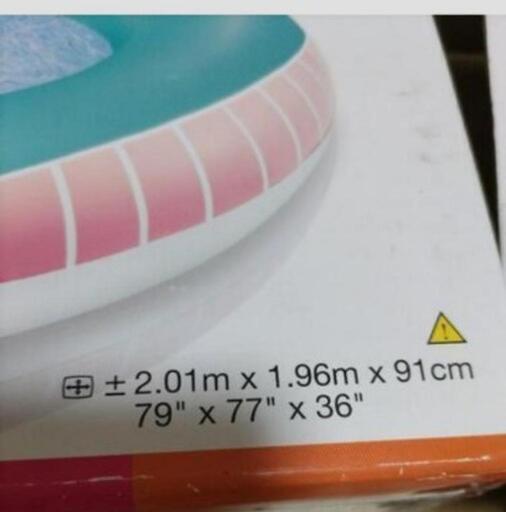 ± 2.01m x 1.96m x 91cm
79" x 77" x 36"